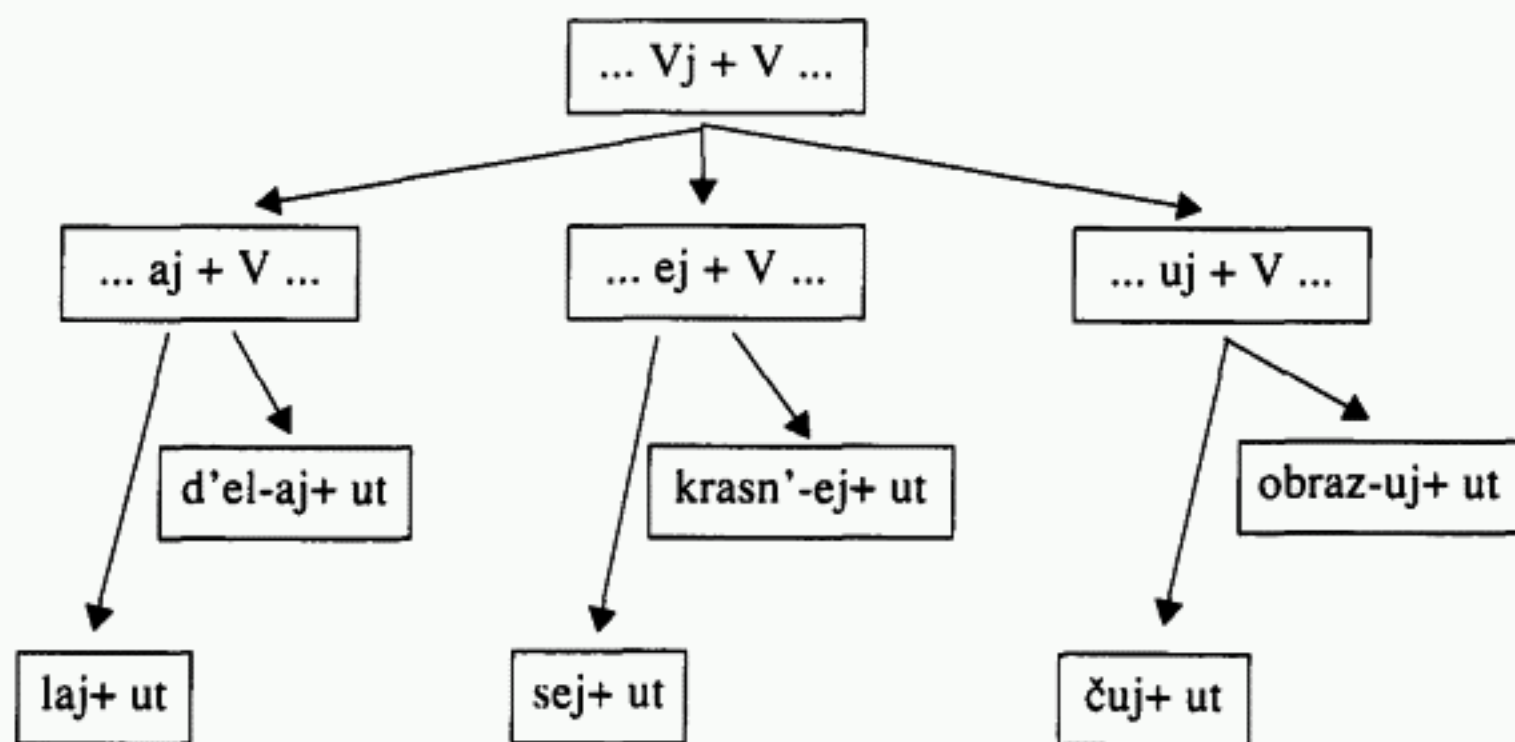 ... Vj + V ...
... aj + V ...
... ej + V ...
... uj + V ...
d'el-aj+ ut
krasn'-ej+ ut
obraz-uj+ ut
laj+ ut
sej+ ut
čuj+ ut